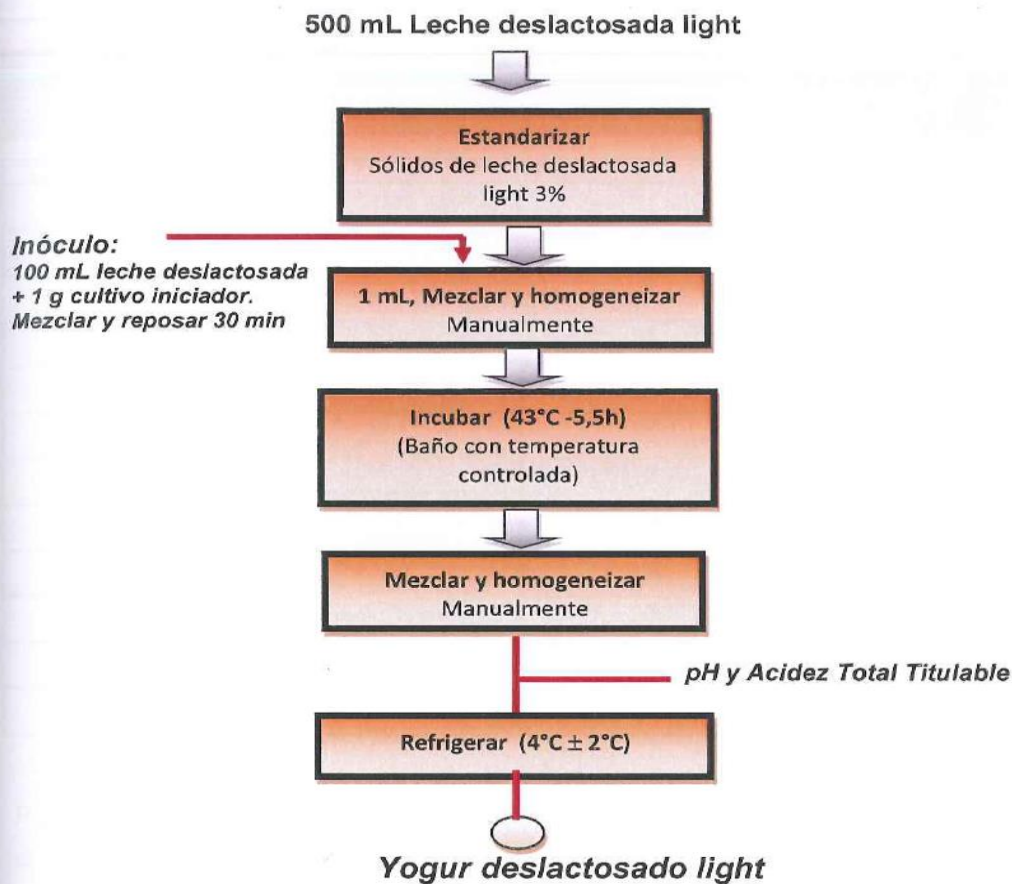 500 mL Leche deslactosada light
Estandarizar
Sólidos de leche deslactosada
light 3%
Inóculo:
100 mL leche deslactosada
+ 1 g cultivo iniciador.
Mezclar y reposar 30 min
1 mL, Mezclar y homogeneizar
Manualmente
Incubar (43°C -5,5h)
(Baño con temperatura
controlada)
Mezclar y homogeneizar
Manualmente
pH y Acidez Total Titulable
Refrigerar (4°C ± 2°C)
Yogur deslactosado light